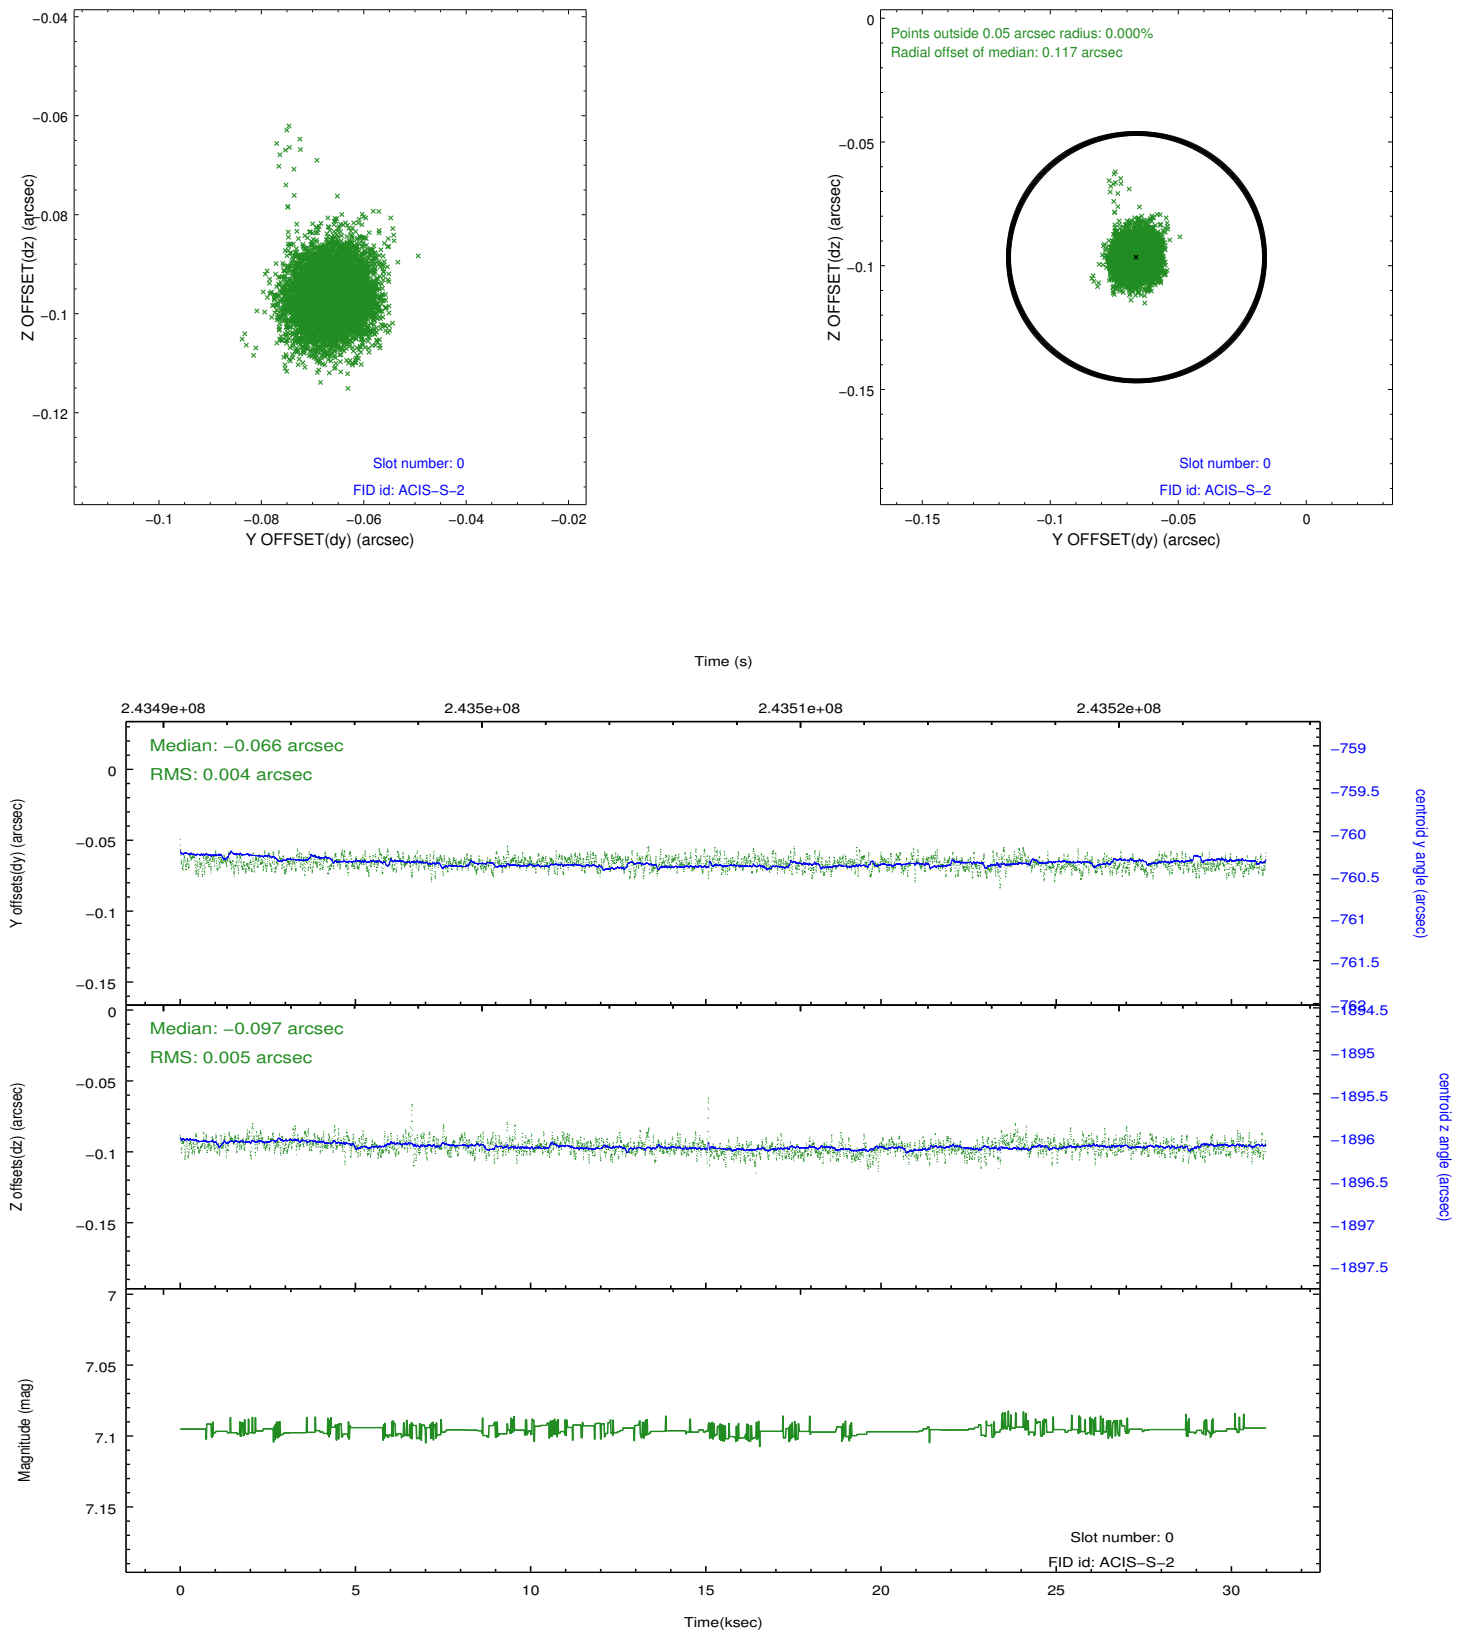 −0.04
−0.06
−0.08
−0.1
−0.12
Z OFFSET(dz) (arcsec)
Slot number: 0
FID id: ACIS−S−2
−0.1
−0.08
−0.06
−0.04
−0.02
Y OFFSET(dy) (arcsec)
0
−0.05
−0.1
−0.15
Z OFFSET(dz) (arcsec)
Points outside 0.05 arcsec radius: 0.000%
Radial offset of median: 0.117 arcsec
Slot number: 0
FID id: ACIS−S−2
−0.15
−0.1
−0.05
0
Y OFFSET(dy) (arcsec)
Time (s)
2.4349e+08
2.435e+08
2.4351e+08
2.4352e+08
Median: −0.066 arcsec
RMS: 0.004 arcsec
0
−0.05
−0.1
−0.15
Y offsets(dy) (arcsec)
−759
−759.5
−760
−760.5
−761
−761.5
−762
centroid y angle (arcsec)
Median: −0.097 arcsec
RMS: 0.005 arcsec
0
−0.05
−0.1
−0.15
Z offsets(dz) (arcsec)
−1894.5
−1895
−1895.5
−1896
−1896.5
−1897
−1897.5
centroid z angle (arcsec)
7
7.05
7.1
7.15
Magnitude (mag)
Slot number: 0
FID id: ACIS−S−2
0
5
10
15
20
25
30
Time(ksec)